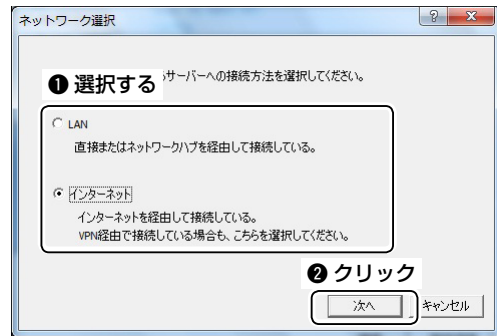 ネットワーク選択
るサーバーへの接続方法を選択してください。
❶ 選択する
LAN
直接またはネットワークハブを経由して接続している。
インターネット
インターネットを経由して接続している。
VPN経由で接続している場合も、こちらを選択してください。
❷ クリック
次へ
キャンセル